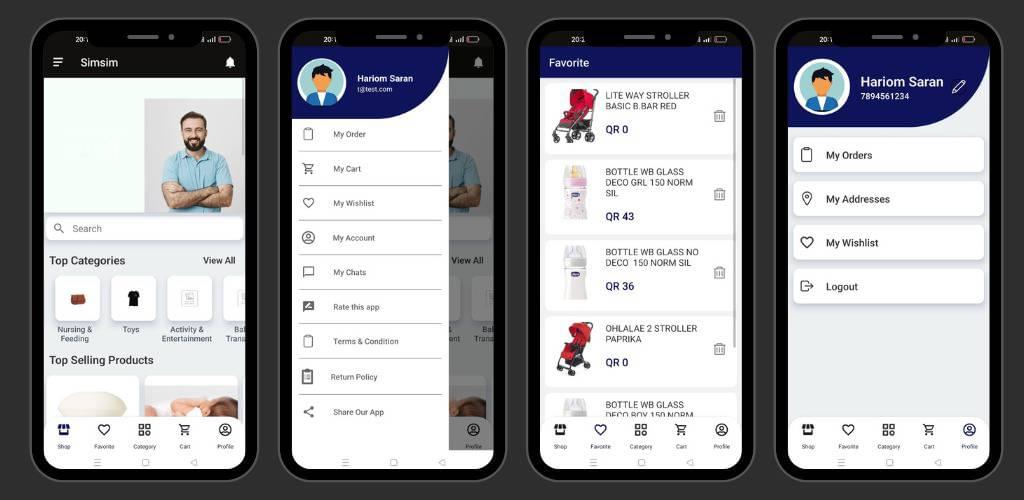 20:1
Simsim
Search
Top Categories
View All
Nursing &
Feeding
Toys
Activity &
Entertainment
Top Selling Products
Shop
Favorite
Category
Cart
Profile
20:1
Hariom Saran
t@test.com
My Order
My Cart
My Wishlist
My Account
My Chats
Rate this app
Terms & Condition
Return Policy
Share Our App
View All
Profile
20:2
Favorite
LITE WAY STROLLER
BASIC B.BAR RED
QR 0
BOTTLE WB GLASS
DECO GRL 150 NORM
SIL
QR 43
BOTTLE WB GLASS NO
DECO 150 NORM SIL
QR 36
OHLALAE 2 STROLLER
PAPRIKA
QR 0
BOTTLE WB GLASS
DECO BOY 150 NORM
Shop
Favorite
Category
Cart
Profile
20:1
Hariom Saran
7894561234
My Orders
My Addresses
My Wishlist
Logout
Shop
Favorite
Category
Cart
Profile